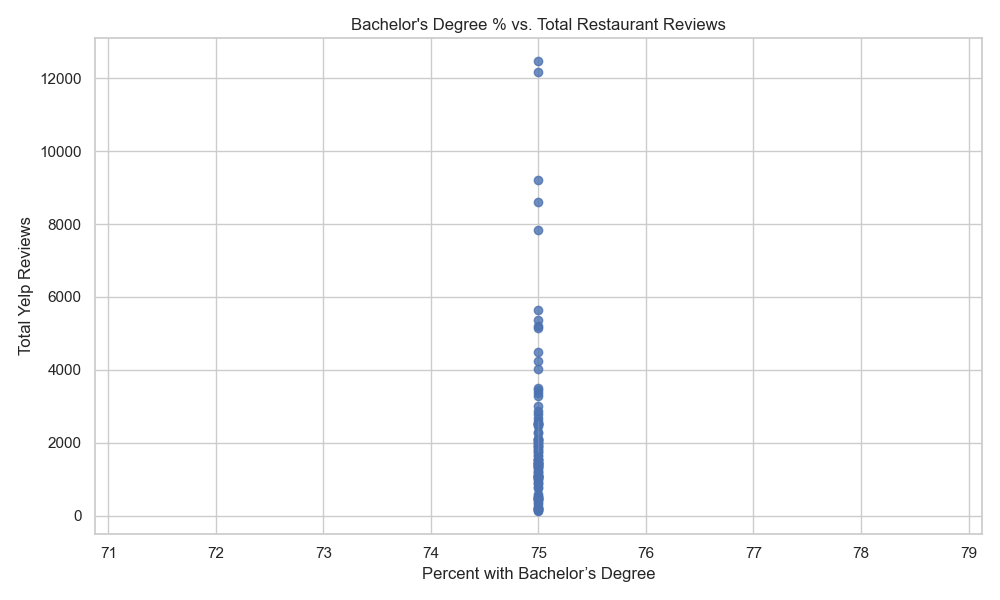 Bachelor's Degree % vs. Total Restaurant Reviews
Total Yelp Reviews
12000
10000
8000
6000
4000
2000
0
71 72 73 74 75 76 77 78 79
Percent with Bachelor’s Degree